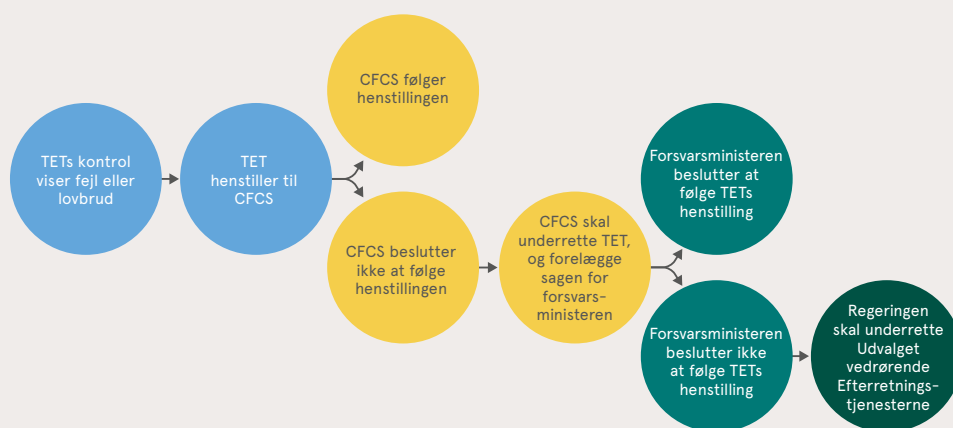 TETs kontrol
viser fejl eller
lovbrud
TET
henstiller til
CFCS
CFCS følger
henstillingen
CFCS beslutter
ikke at følge
henstillingen
CFCS skal
underrette TET,
og forelægge
sagen for
forsvars-
ministeren
Forsvarsministeren
beslutter at
følge TETs
henstilling
Forsvarsministeren
beslutter ikke
at følge TETs
henstilling
Regeringen
skal underrette
Udvalget
vedrørende
Efterretnings-
tjenesterne